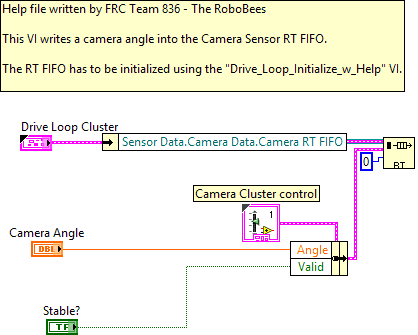 Help file written by FRC Team 836 - The RoboBees
This VI writes a camera angle into the Camera Sensor RT FIFO.
The RT FIFO has to be initialized using the "Drive_Loop_Initialize_w_Help" VI.
Drive Loop Cluster
Sensor Data.Camera Data.Camera RT FIFO
0
RT
Camera Cluster control
1
Camera Angle
DBL
Angle
Valid
Stable?
TF